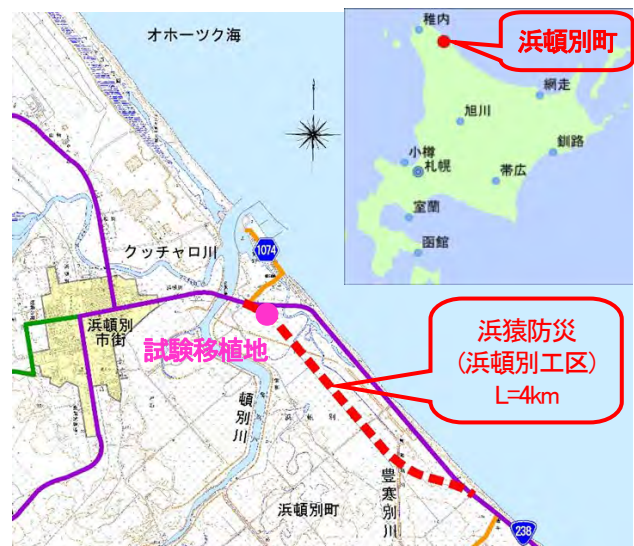 オホーツク海
稚内
浜頓別町
網走
旭川
小樽
札幌
帯広
釧路
室蘭
函館
クッチャロ川
1074
浜頓別
市街
試験移植地
浜猿防災
(浜頓別工区)
L=4km
頓別川
豊寒別川
浜頓別町
238